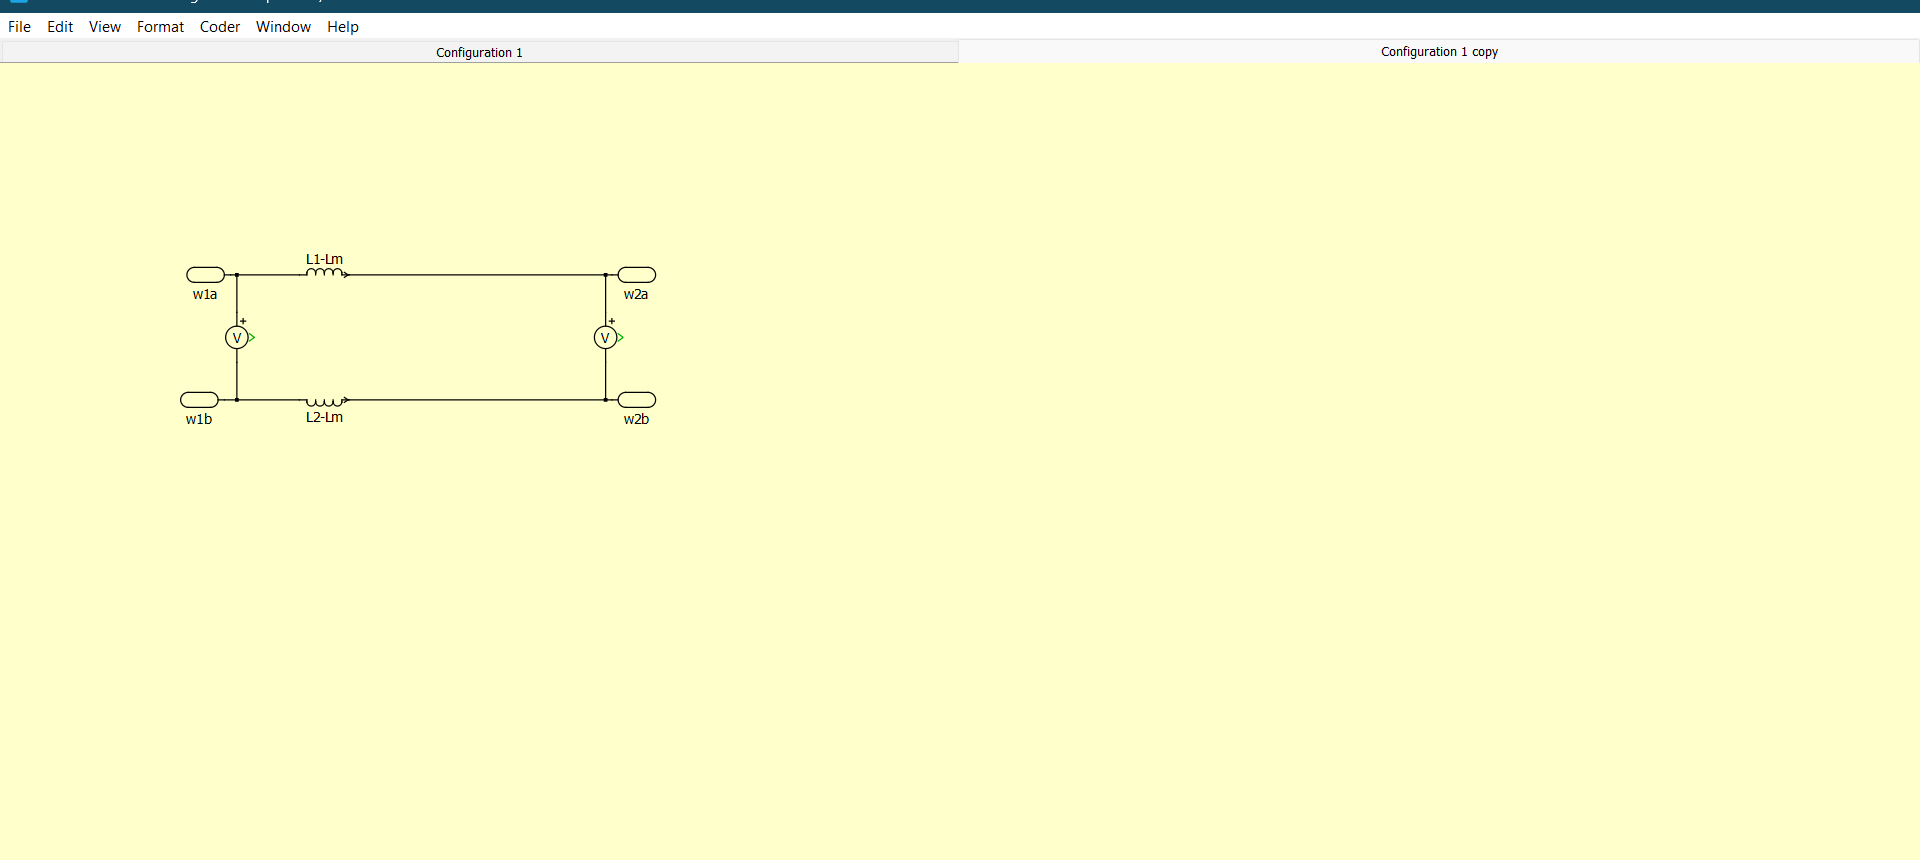 File Edit View Format Coder Window Help
Configuration 1 Configuration 1 copy
L1-Lm
w1a w2a
+ +
V V
L2-Lm
w1b w2b